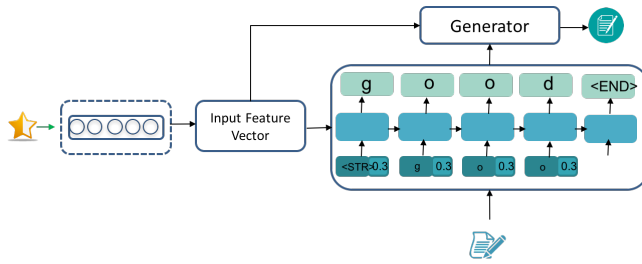 Generator
g o o d <END>
Input Feature
Vector
<STR> 0.3 g 0.3 o 0.3 o 0.3